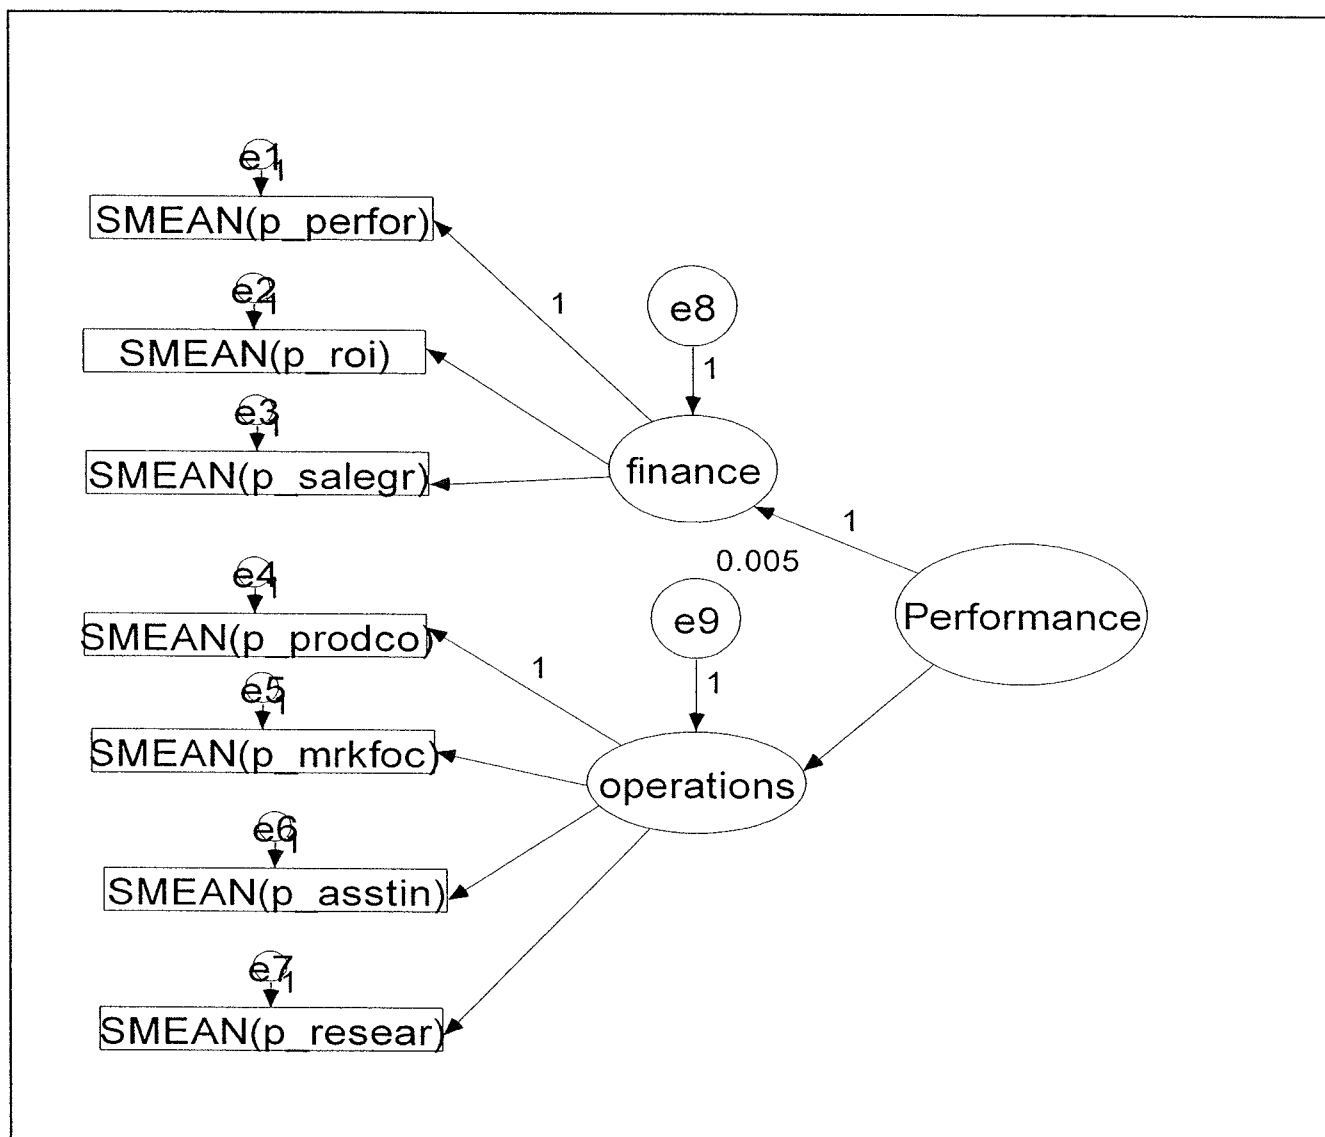 e1
1
SMEAN(p_perfor)
e2
1
SMEAN(p_roi)
e3
1
SMEAN(p_salegr)
1
e8
1
finance
1
0.005
Performance
e4
1
SMEAN(p_prodco)
e5
1
SMEAN(p_mrkfoc)
1
e9
1
operations
e6
1
SMEAN(p_asstin)
e7
1
SMEAN(p_resear)